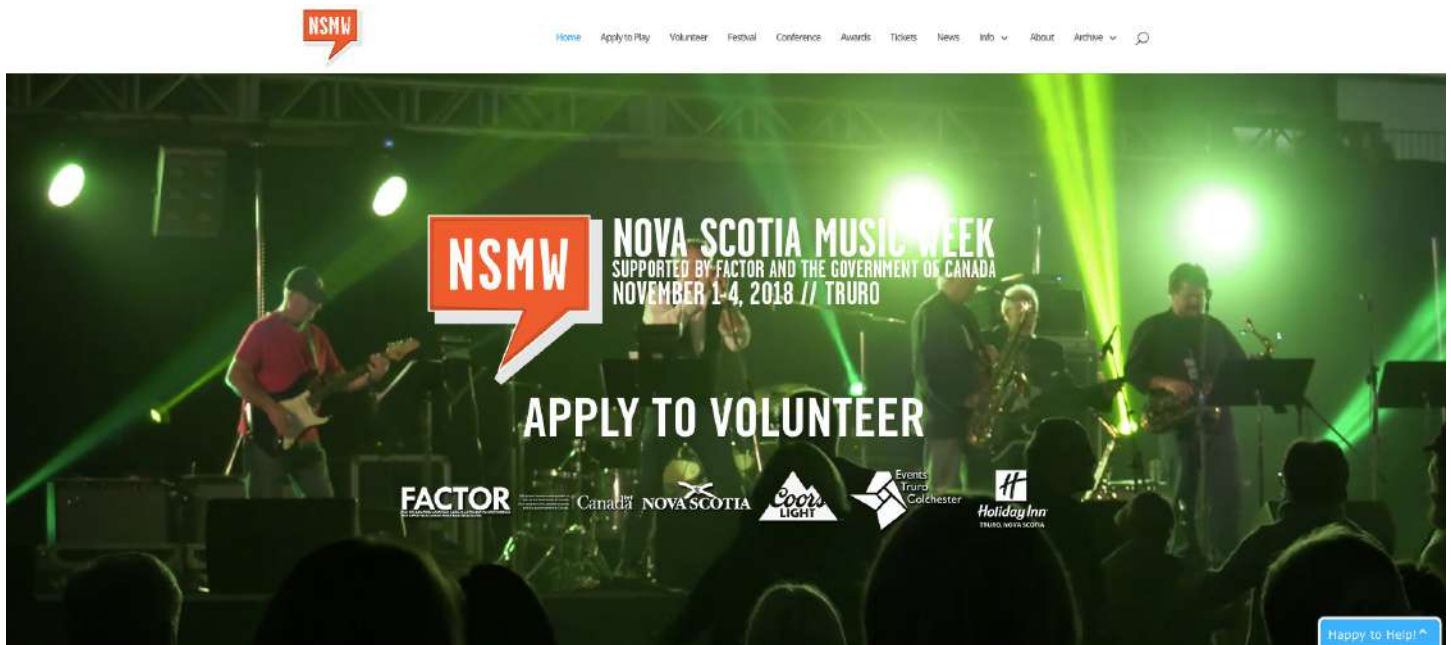 NSMW
Home Apply to Play Volunteer Festival Conference Awards Tickets News Info About Archive
NSMW
NOVA SCOTIA MUSIC WEEK
SUPPORTED BY FACTOR AND THE GOVERNMENT OF CANADA
NOVEMBER 1-4, 2018 // TRURO
APPLY TO VOLUNTEER
FACTOR
Canada
NOVA SCOTIA
Coors
LIGHT
Events
Truro
Colchester
H
Holiday Inn
TRURO, NOVA SCOTIA
Happy to Help!